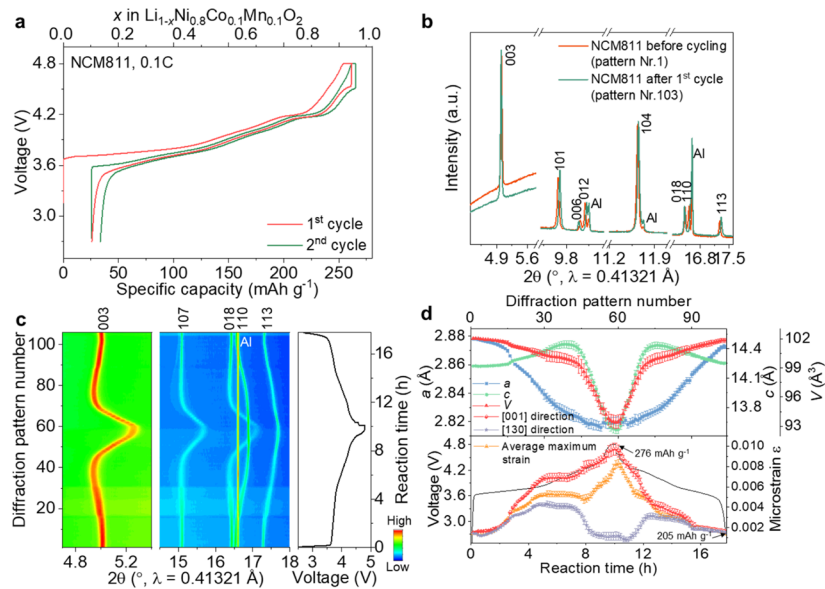 a
x in Li1-xNi0.8Co0.1Mn0.1O2
0.0 0.2 0.4 0.6 0.8 1.0
NCM811, 0.1C
4.8
4.2
3.6
3.0
Voltage (V)
1st cycle
2nd cycle
0 50 100 150 200 250
Specific capacity (mAh g-1)
b
NCM811 before cycling
(pattern Nr.1)
NCM811 after 1st cycle
(pattern Nr.103)
Intensity (a.u.)
003
101
006
012
Al
104
Al
018
110
Al
113
4.9 5.6 9.8 11.2 11.9 16.8 17.5
2θ (°, λ = 0.41321 Å)
c
003
107
018
110
113
Al
Diffraction pattern number
100
80
60
40
20
16
12
8
4
0
Reaction time (h)
High
Low
4.8 5.2
15 16 17 18
3 4 5
2θ (°, λ = 0.41321 Å)
Voltage (V)
d
Diffraction pattern number
0 30 60 90
2.88
2.86
2.84
2.82
a (Å)
14.4
14.1
13.8
c (Å)
102
99
96
93
V (Å3)
a
c
V
[001] direction
[130] direction
Average maximum
strain
276 mAh g-1
205 mAh g-1
4.8
4.2
3.6
3.0
Voltage (V)
0.010
0.008
0.006
0.004
0.002
Microstrain ε
0 5 10 15
Reaction time (h)